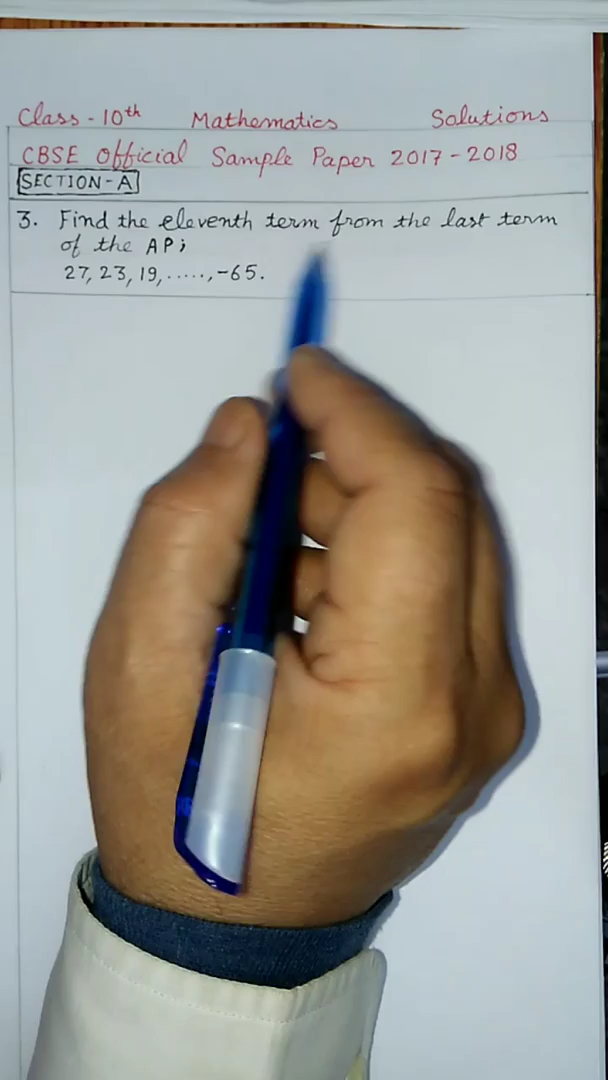 Class - 10th Mathematics Solutions
CBSE Official Sample Paper 2017 - 2018
SECTION - A
3. Find the eleventh term from the last term
of the AP;
27, 23, 19, ....., -65.